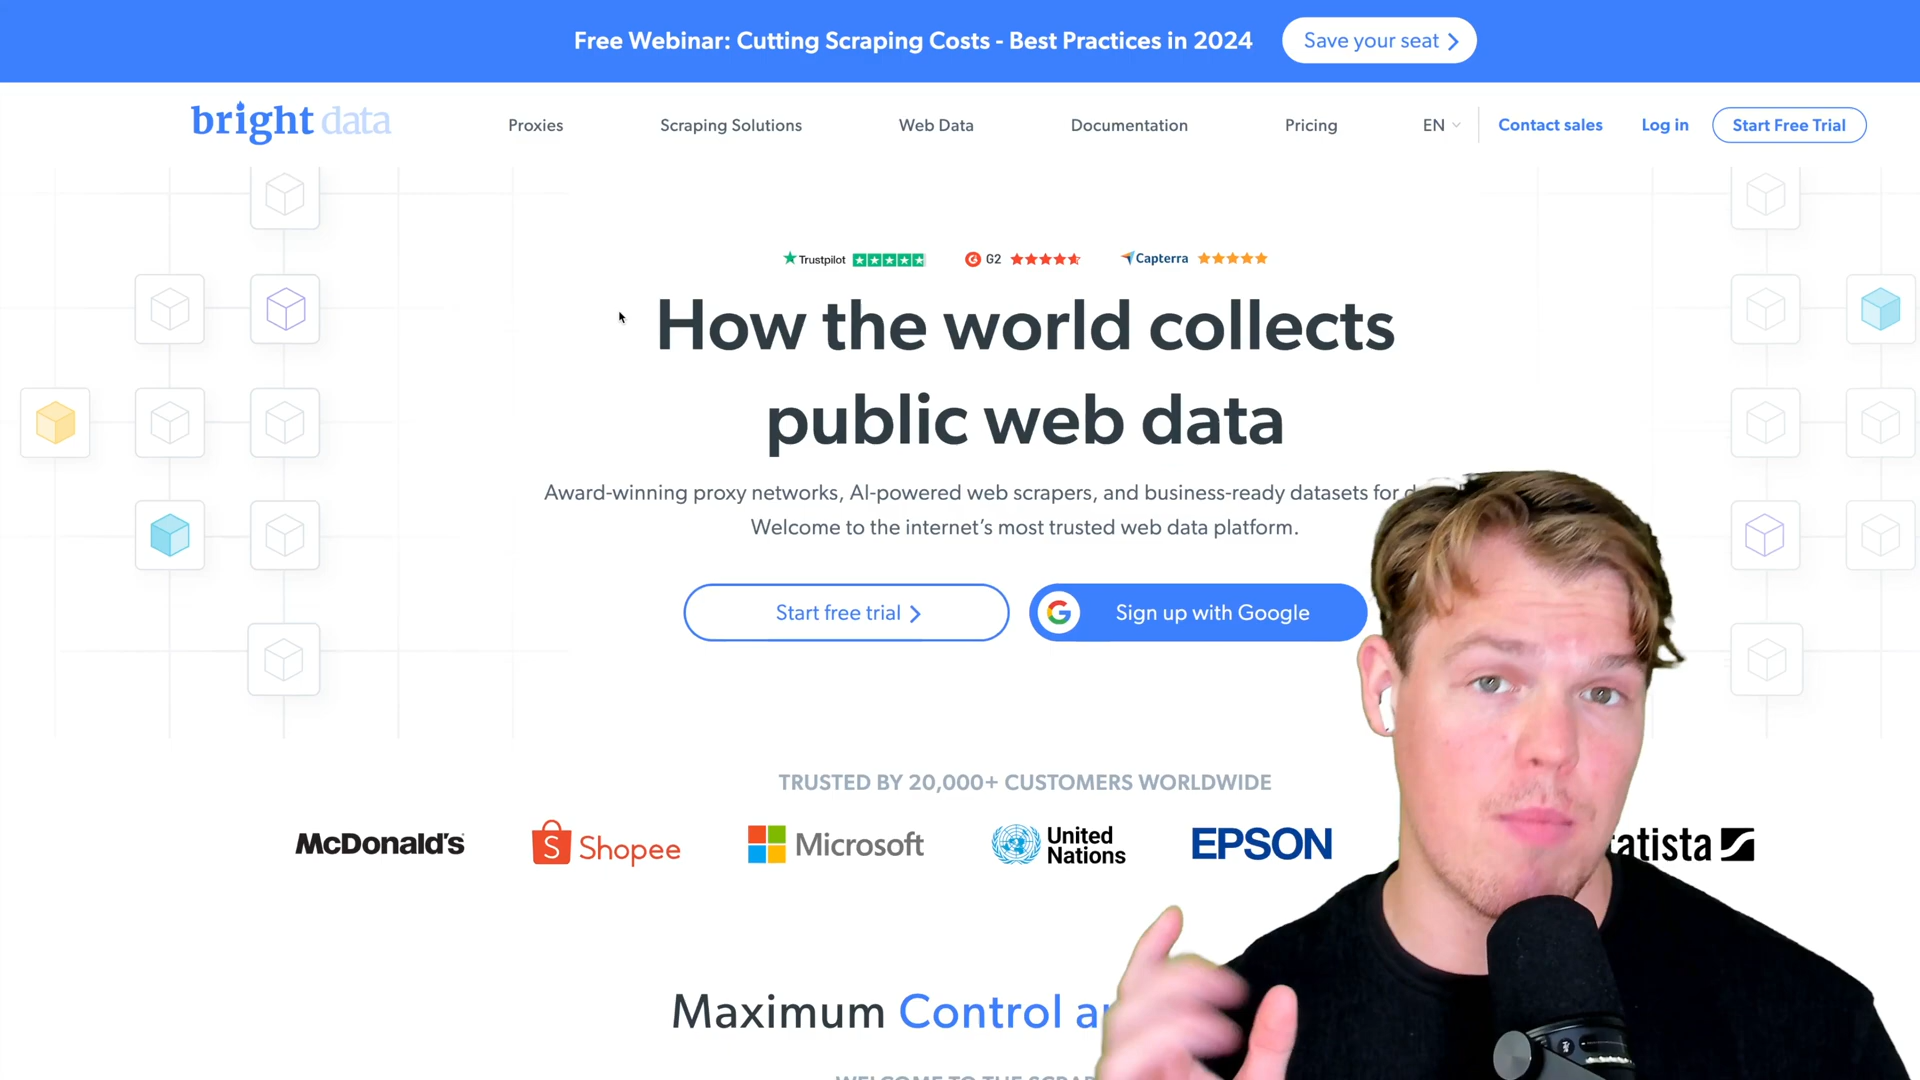 Free Webinar: Cutting Scraping Costs - Best Practices in 2024
Save your seat
bright data
Proxies
Scraping Solutions
Web Data
Documentation
Pricing
EN
Contact sales
Log in
Start Free Trial
Trustpilot
G2
Capterra
How the world collects
public web data
Award-winning proxy networks, AI-powered web scrapers, and business-ready datasets for
Welcome to the internet's most trusted web data platform.
Start free trial
Sign up with Google
TRUSTED BY 20,000+ CUSTOMERS WORLDWIDE
McDonald's
Shopee
Microsoft
United
Nations
EPSON
atista
Maximum Control
WELCOME TO THE